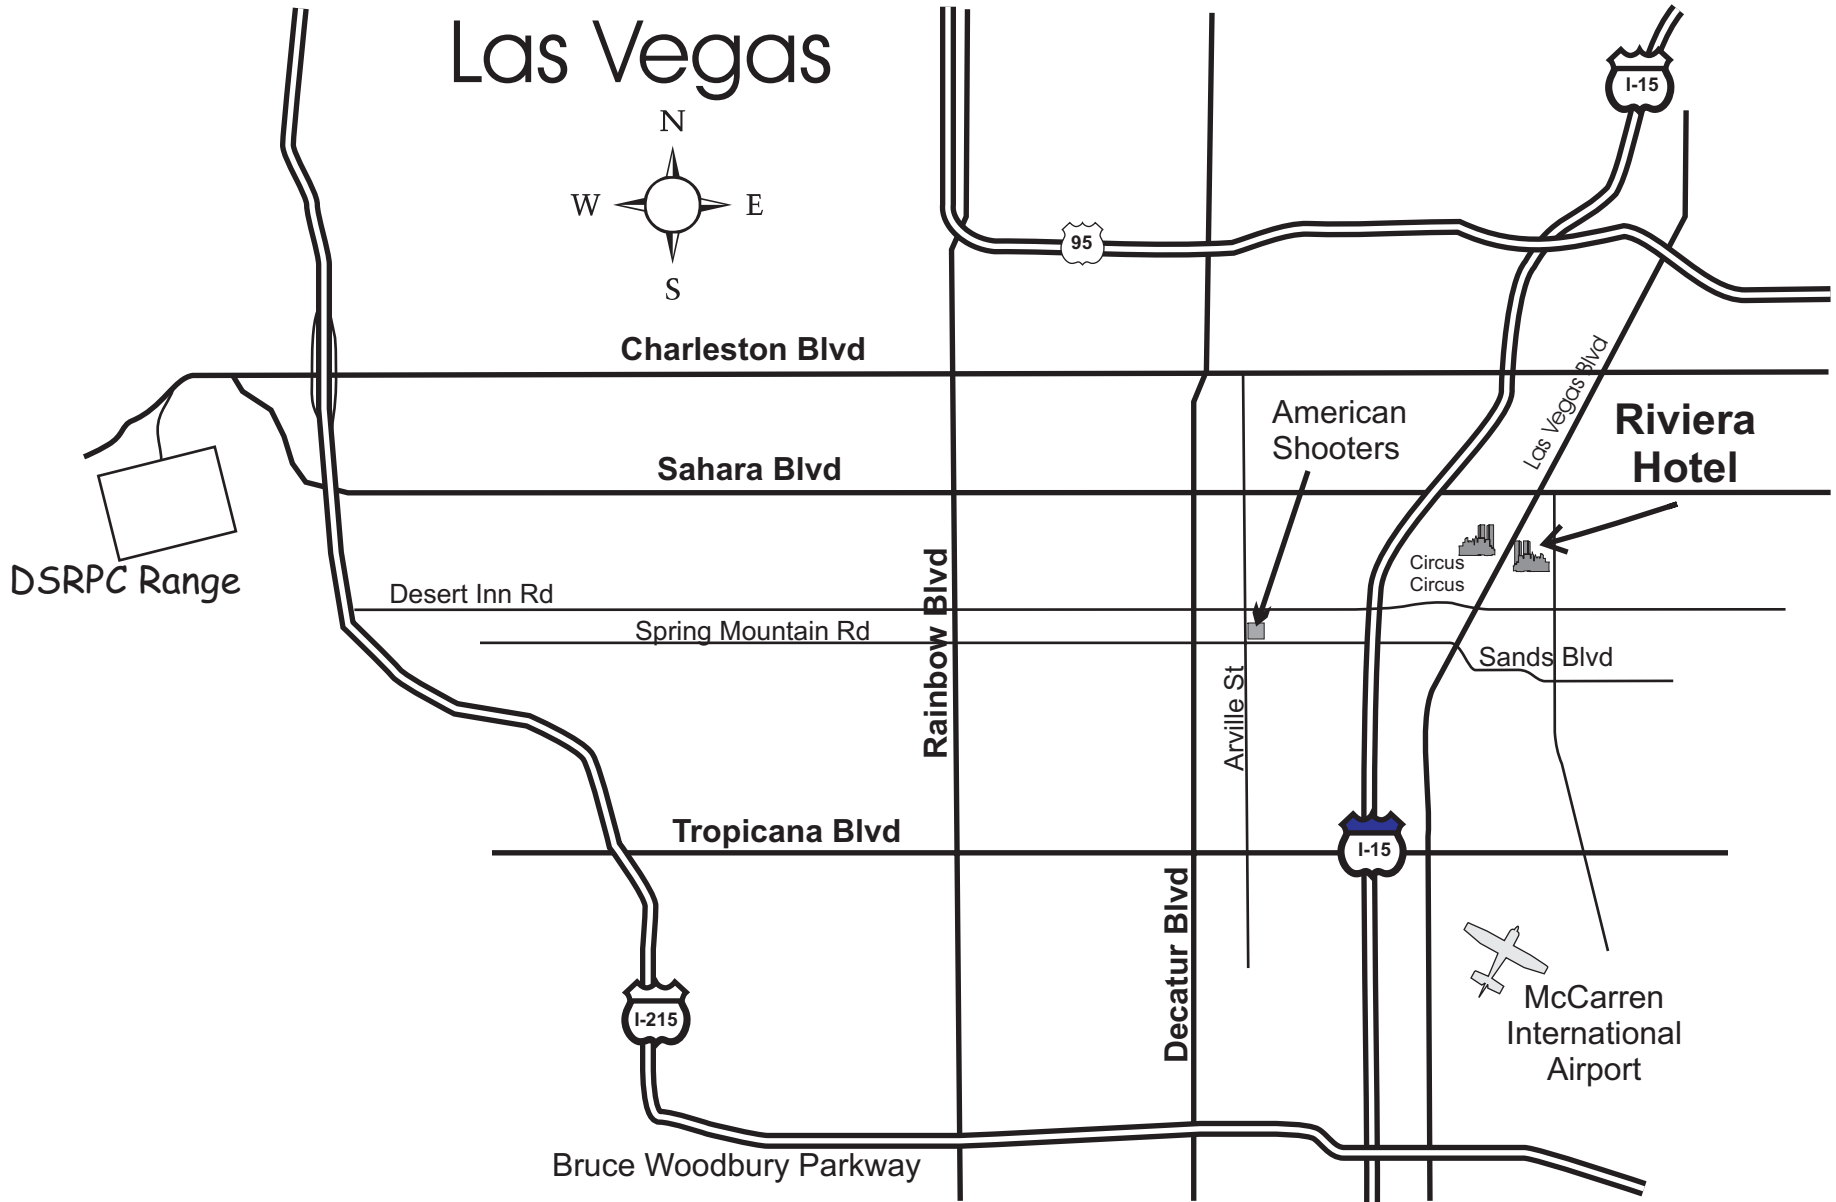 Las Vegas
I-15
N
W
E
S
95
Charleston Blvd
Las Vegas Blvd
American
Shooters
Riviera
Hotel
Sahara Blvd
DSRPC Range
Desert Inn Rd
Circus
Circus
Spring Mountain Rd
Rainbow Blvd
Sands Blvd
Arville St
Tropicana Blvd
I-15
Decatur Blvd
McCarren
International
Airport
I-215
Bruce Woodbury Parkway